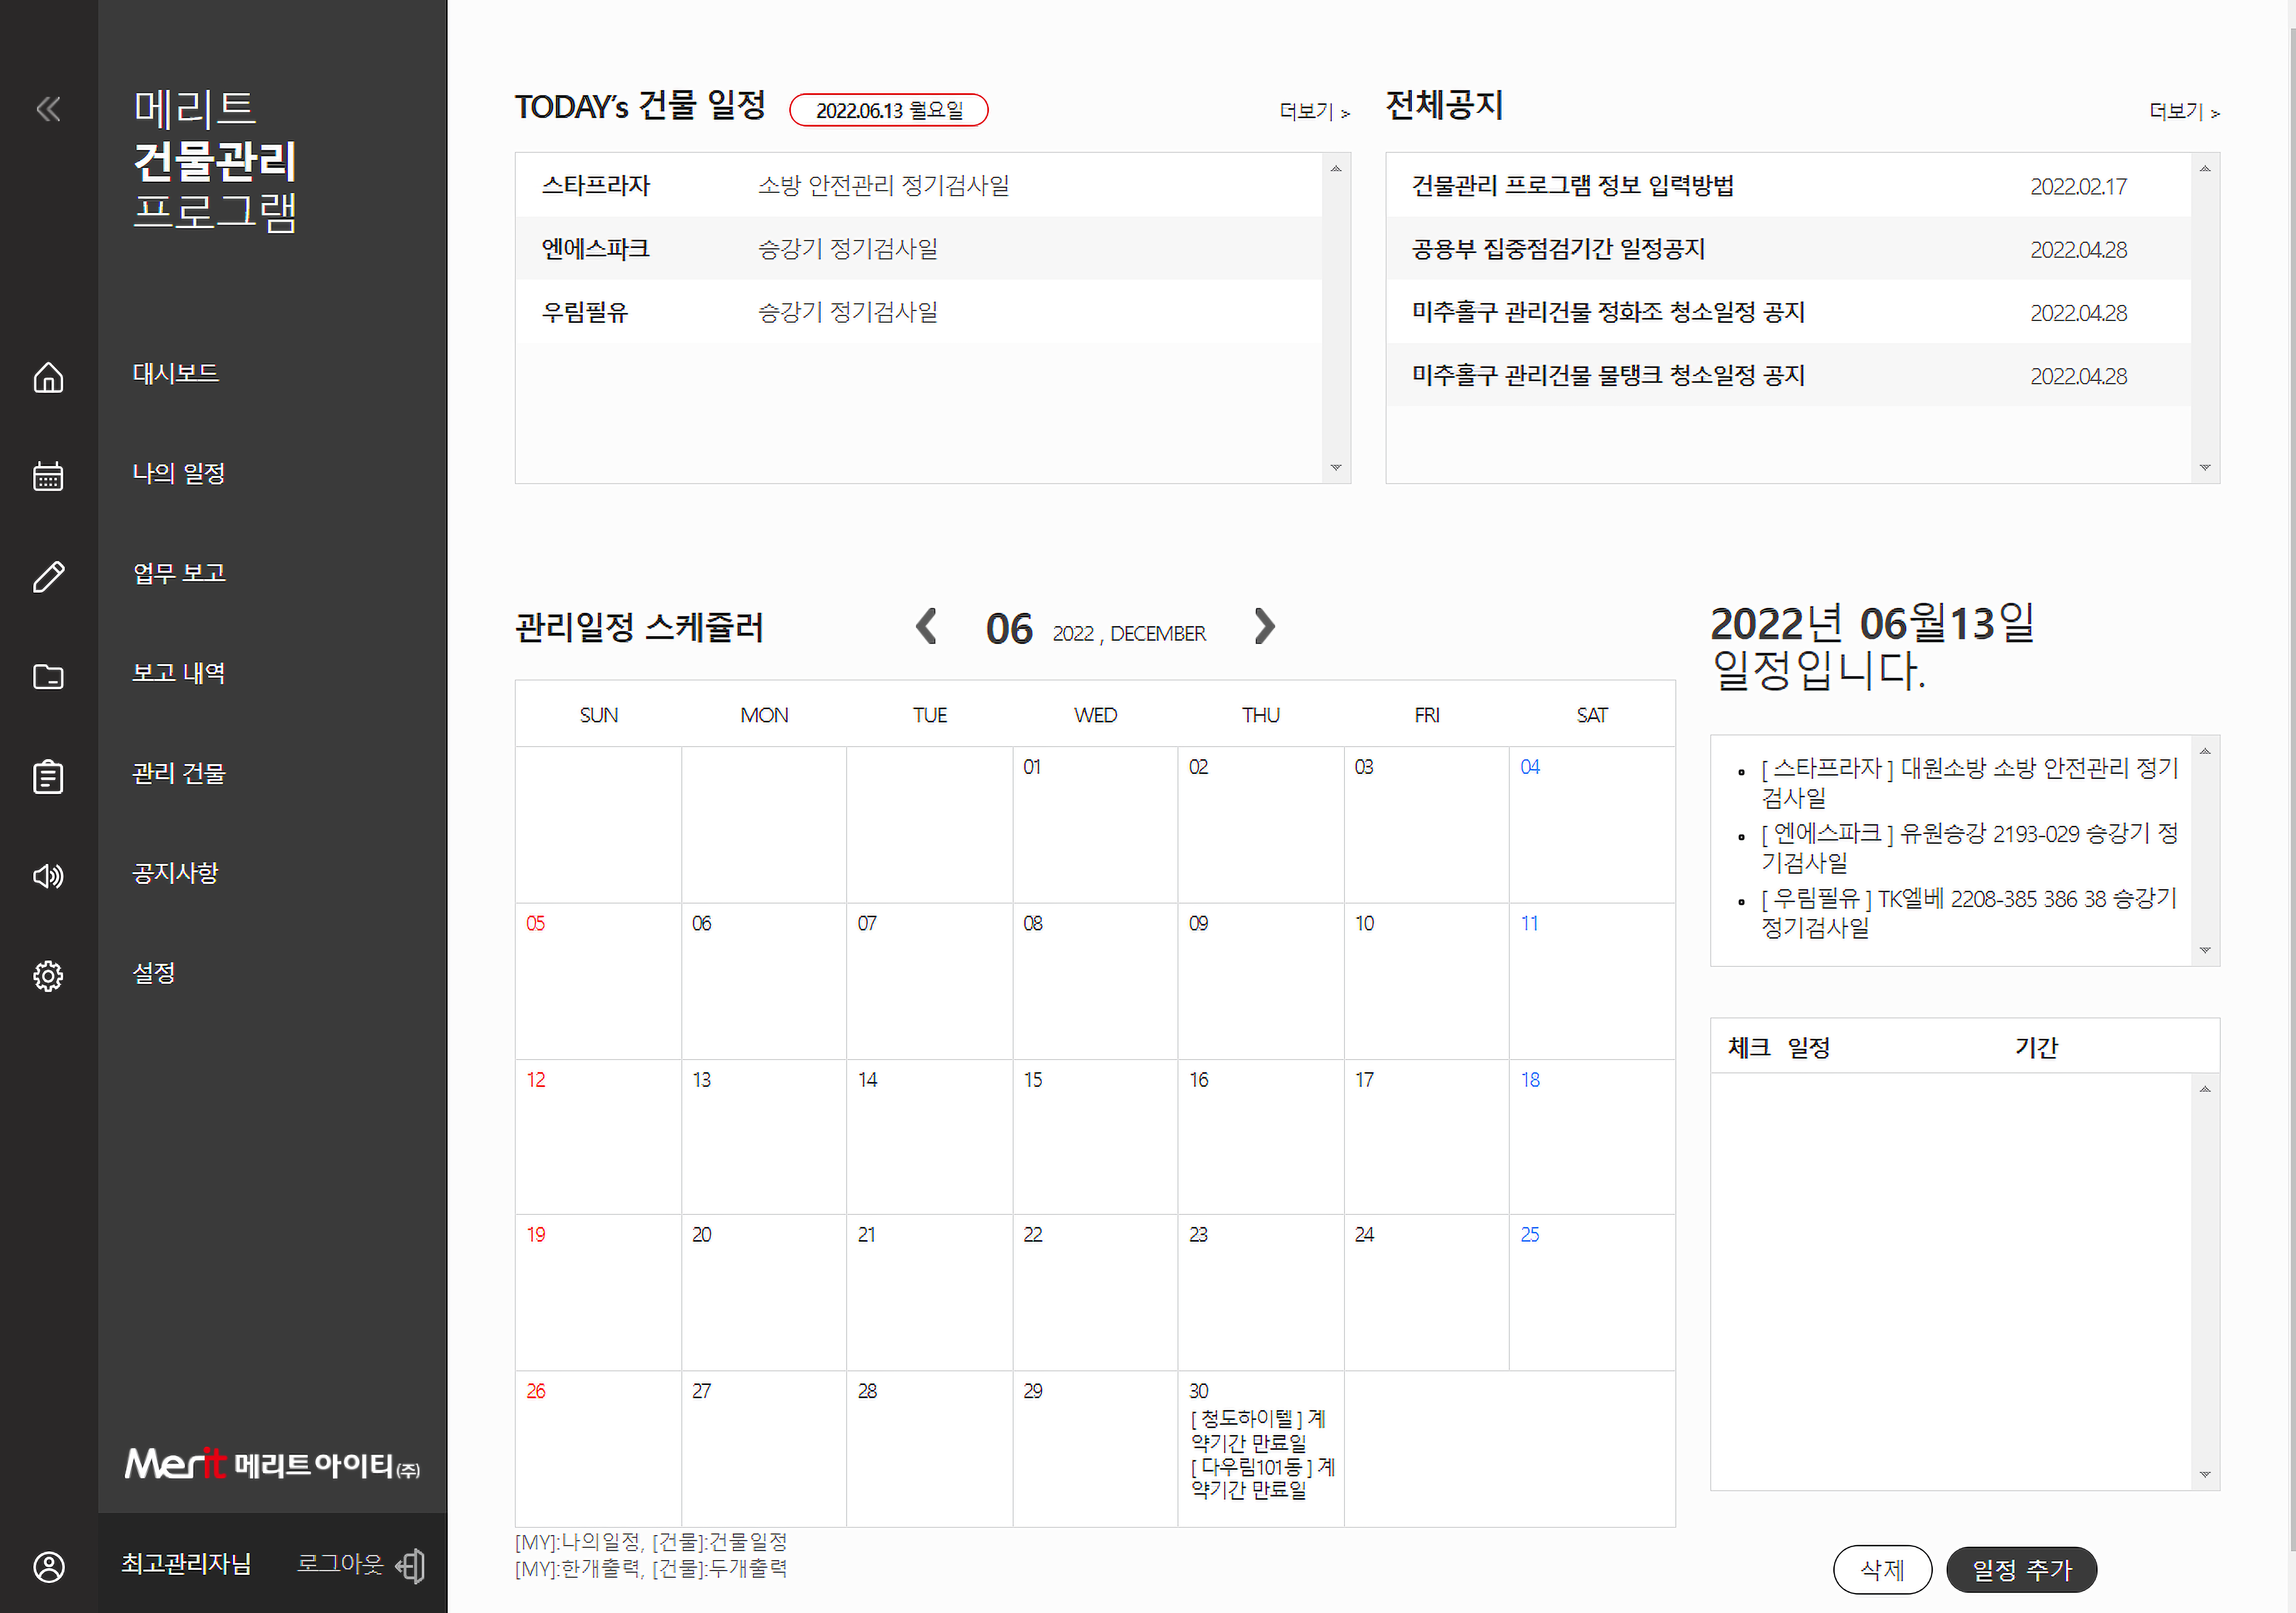 메리트
건물관리
프로그램
대시보드
나의 일정
업무 보고
보고 내역
관리 건물
공지사항
설정
Merit 메리트아이티(주)
최고관리자님 로그아웃
TODAY's 건물 일정 2022.06.13 월요일 더보기 >
스타프라자 소방 안전관리 정기검사일
엔에스파크 승강기 정기검사일
우림필유 승강기 정기검사일
전체공지 더보기 >
건물관리 프로그램 정보 입력방법 2022.02.17
공용부 집중점검기간 일정공지 2022.04.28
미추홀구 관리건물 정화조 청소일정 공지 2022.04.28
미추홀구 관리건물 물탱크 청소일정 공지 2022.04.28
관리일정 스케쥴러 06 2022 , DECEMBER
SUN MON TUE WED THU FRI SAT
01 02 03 04
05 06 07 08 09 10 11
12 13 14 15 16 17 18
19 20 21 22 23 24 25
26 27 28 29 30
[ 청도하이텔 ] 계
약기간 만료일
[ 다우림101동 ] 계
약기간 만료일
[MY]:나의일정, [건물]:건물일정
[MY]:한개출력, [건물]:두개출력
2022년 06월13일
일정입니다.
[ 스타프라자 ] 대원소방 소방 안전관리 정기
검사일
[ 엔에스파크 ] 유원승강 2193-029 승강기 정
기검사일
[ 우림필유 ] TK엘베 2208-385 386 38 승강기
정기검사일
체크 일정 기간
삭제 일정 추가